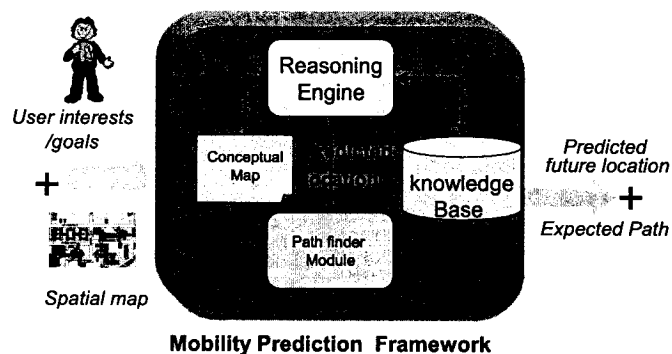 Reasoning
Engine
User interests
/goals
Conceptual
Map
knowledge
Base
Predicted
future location
+
+
Expected Path
Path finder
Module
Spatial map
Mobility Prediction Framework